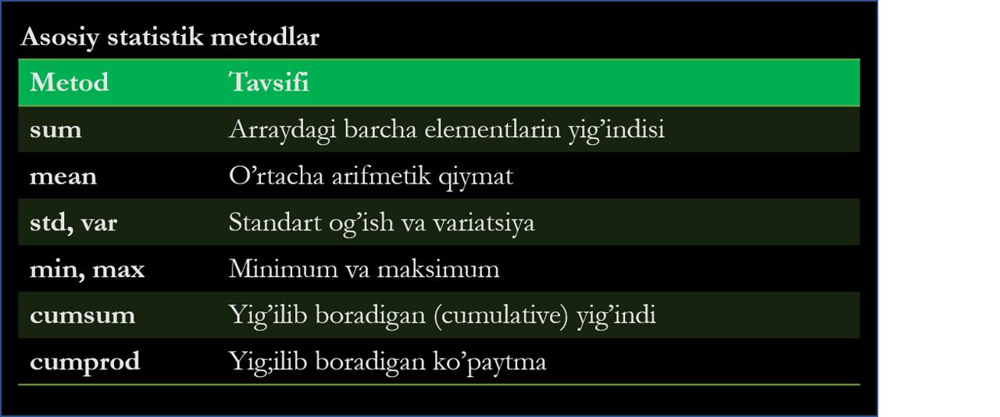 Asosiy statistik metodlar
Metod Tavsifi
sum Arraydagi barcha elementlarin yig’indisi
mean O’rtacha arifmetik qiymat
std, var Standart og’ish va variatsiya
min, max Minimum va maksimum
cumsum Yig’ilib boradigan (cumulative) yig’indi
cumprod Yig;ilib boradigan ko’paytma